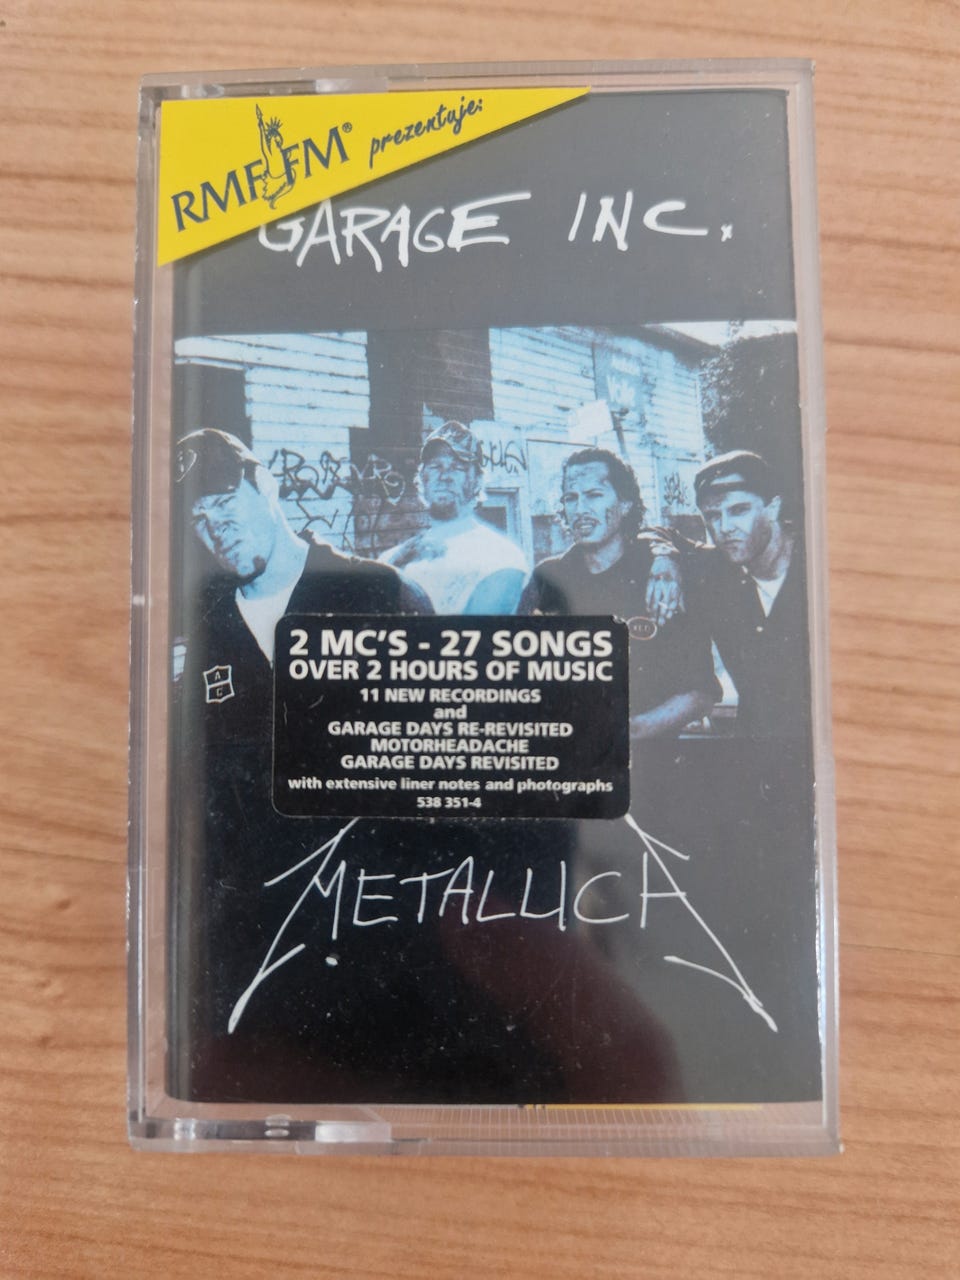 RMF FM® prezentuje:
GARAGE INC.
2 MC'S - 27 SONGS
OVER 2 HOURS OF MUSIC
11 NEW RECORDINGS
and
GARAGE DAYS RE-REVISITED
MOTORHEADACHE
GARAGE DAYS REVISITED
with extensive liner notes and photographs
538 351-4
METALLICA